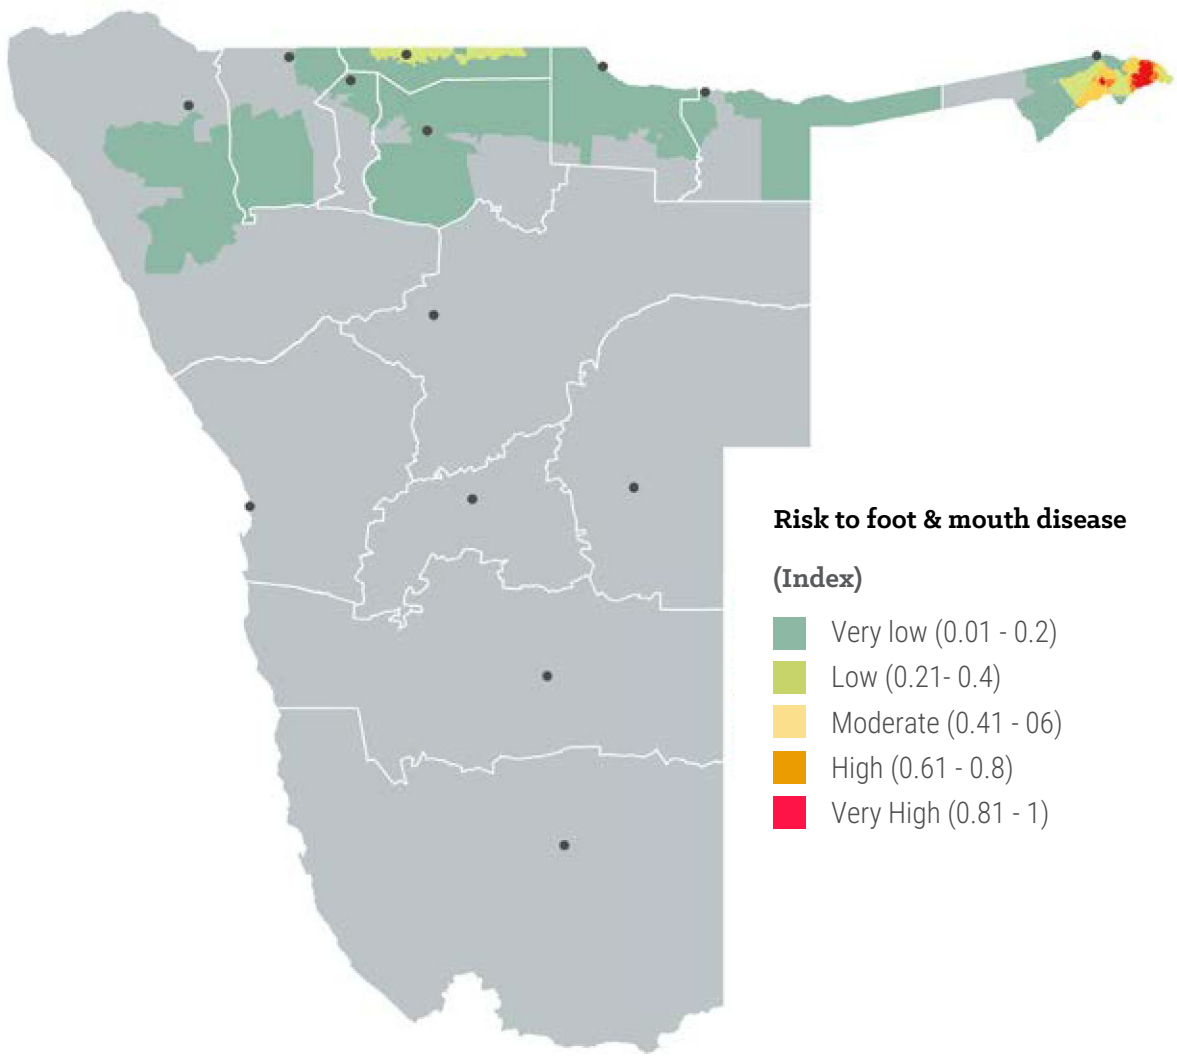 Risk to foot & mouth disease
(Index)
Very low (0.01 - 0.2)
Low (0.21- 0.4)
Moderate (0.41 - 06)
High (0.61 - 0.8)
Very High (0.81 - 1)